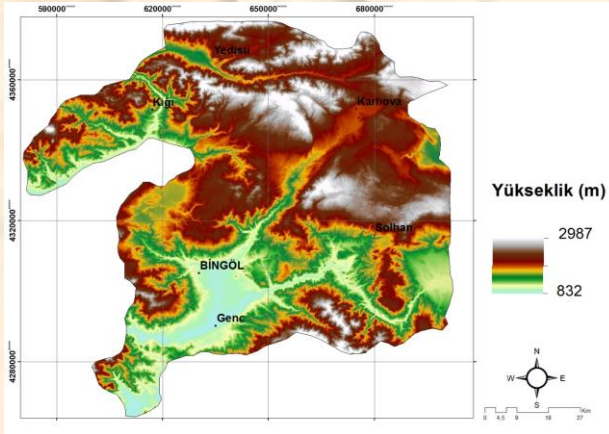 590000 620000 650000 680000
4360000
4320000
4280000
Yedisu
Kiğı
Karlıova
Solhan
BİNGÖL
Genç
Yükseklik (m)
2987
832
N
W E
S
0 4,5 9 18 27
Km